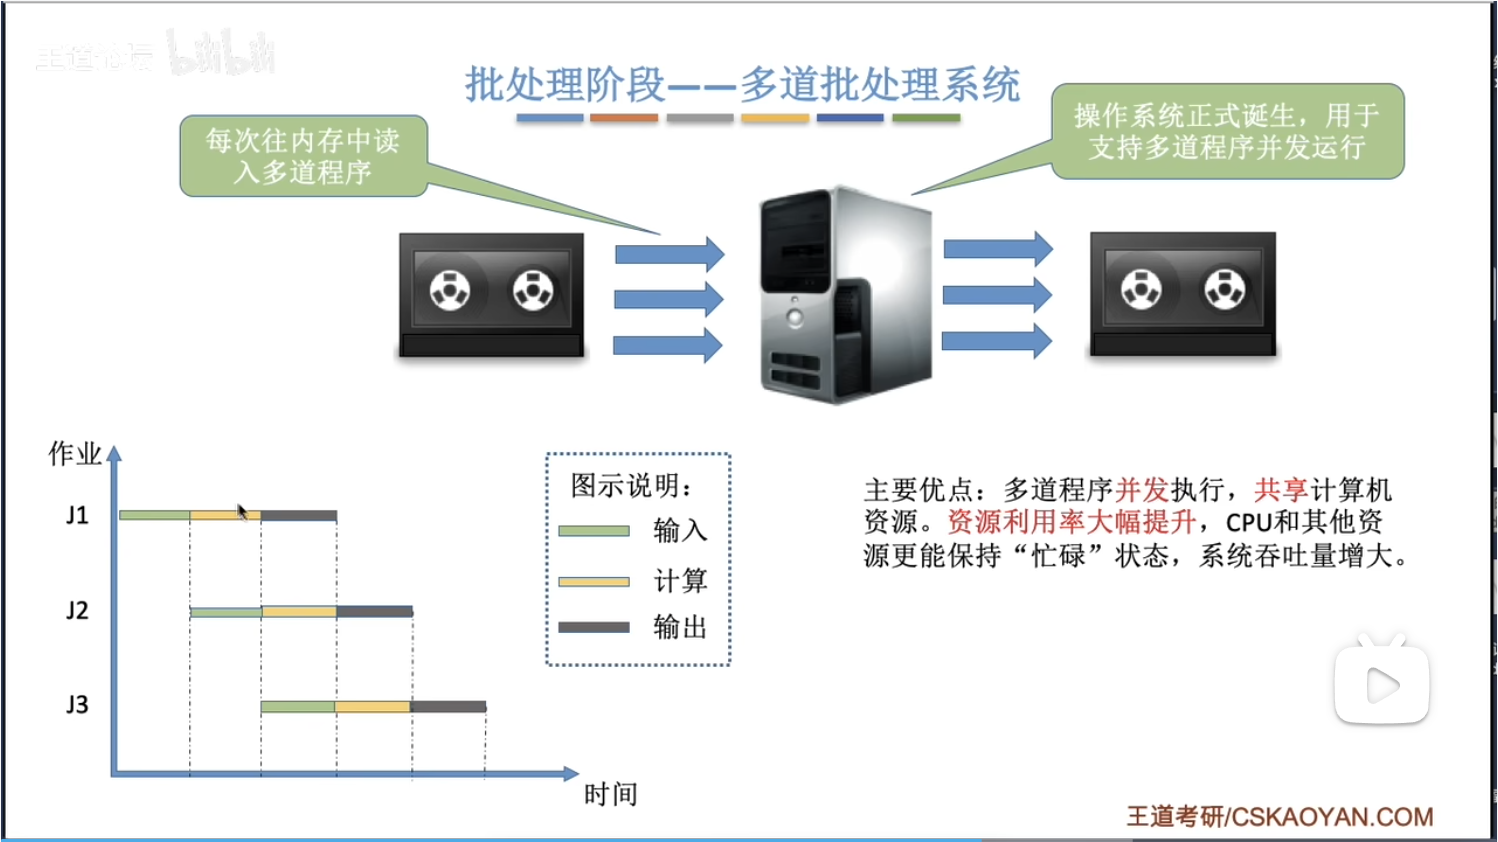 王道论坛 bilibili
批处理阶段——多道批处理系统
每次往内存中读
入多道程序
操作系统正式诞生，用于
支持多道程序并发运行
作业
J1
J2
J3
时间
图示说明：
输入
计算
输出
主要优点：多道程序并发执行，共享计算机
资源。资源利用率大幅提升，CPU和其他资
源更能保持“忙碌”状态，系统吞吐量增大。
王道考研/CSKAOYAN.COM